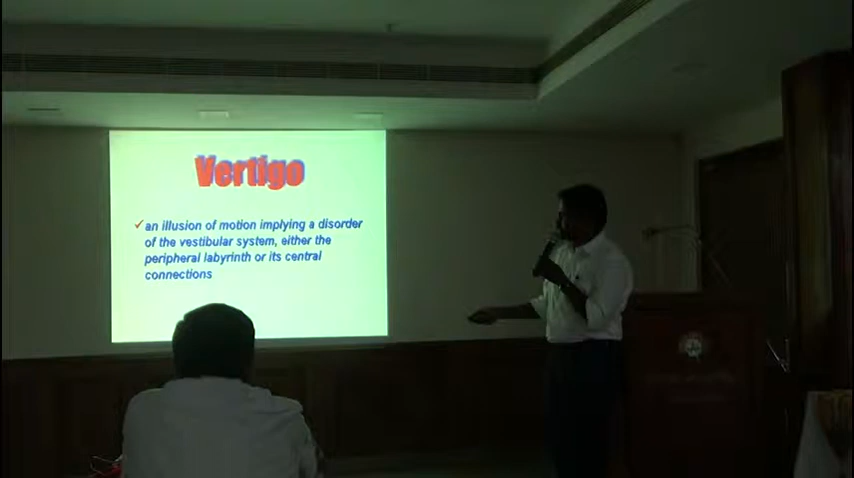 Vertigo
✓an illusion of motion implying a disorder
of the vestibular system, either the
peripheral labyrinth or its central
connections